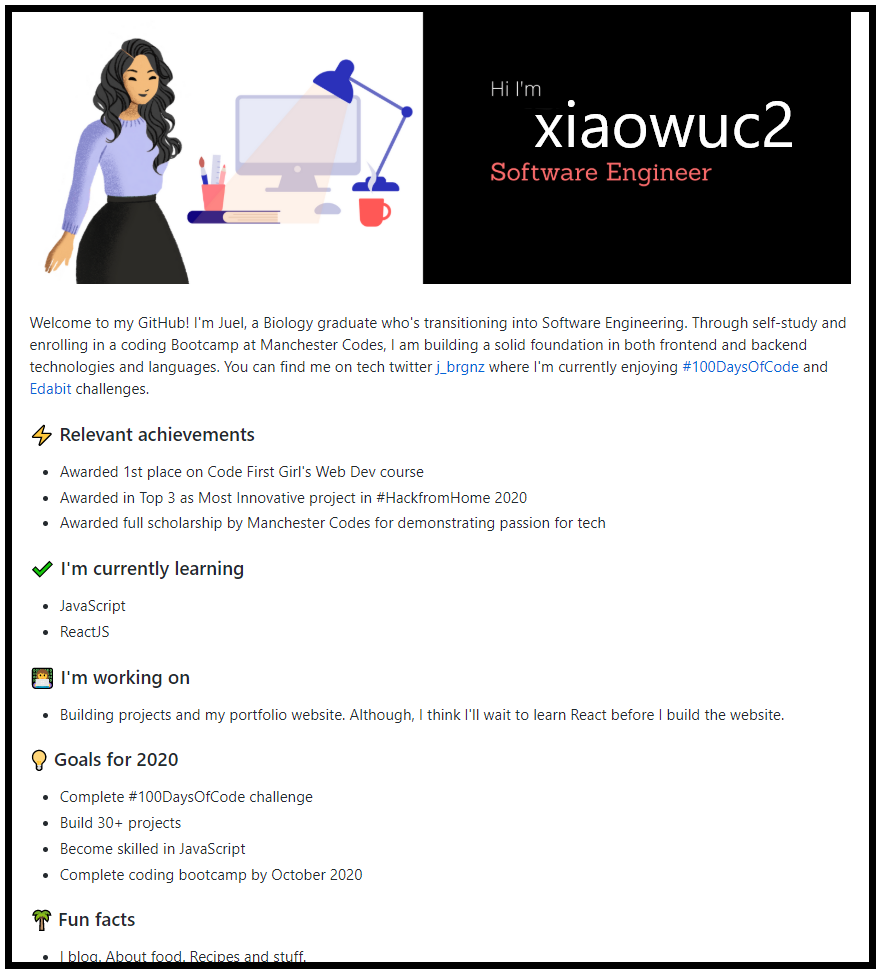 Hi I'm
xiaowuc2
Software Engineer
Welcome to my GitHub! I'm Juel, a Biology graduate who's transitioning into Software Engineering. Through self-study and
enrolling in a coding Bootcamp at Manchester Codes, I am building a solid foundation in both frontend and backend
technologies and languages. You can find me on tech twitter j_brgnz where I'm currently enjoying #100DaysOfCode and
Edabit challenges.
⚡ Relevant achievements
• Awarded 1st place on Code First Girl's Web Dev course
• Awarded in Top 3 as Most Innovative project in #HackfromHome 2020
• Awarded full scholarship by Manchester Codes for demonstrating passion for tech
✔ I'm currently learning
• JavaScript
• ReactJS
👨‍💻 I'm working on
• Building projects and my portfolio website. Although, I think I'll wait to learn React before I build the website.
💡 Goals for 2020
• Complete #100DaysOfCode challenge
• Build 30+ projects
• Become skilled in JavaScript
• Complete coding bootcamp by October 2020
🌴 Fun facts
• I blog. About food. Recipes and stuff.